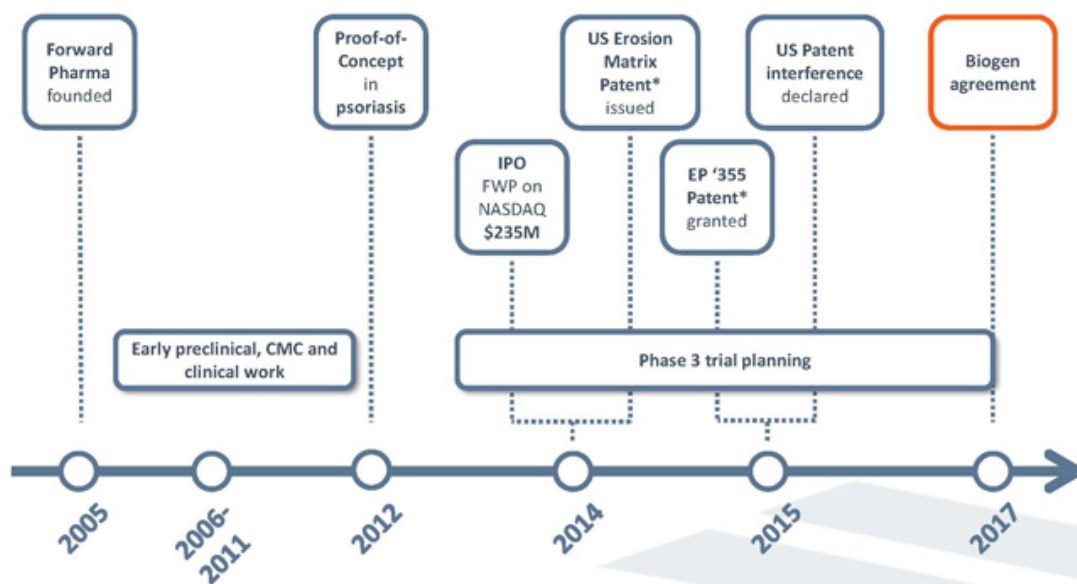 Forward
Pharma
founded
Proof-of-
Concept
in
psoriasis
US Erosion
Matrix
Patent*
issued
US Patent
interference
declared
Biogen
agreement
IPO
FWP on
NASDAQ
$235M
EP ‘355
Patent*
granted
Early preclinical, CMC and
clinical work
Phase 3 trial planning
2005
2006-
2011
2012
2014
2015
2017